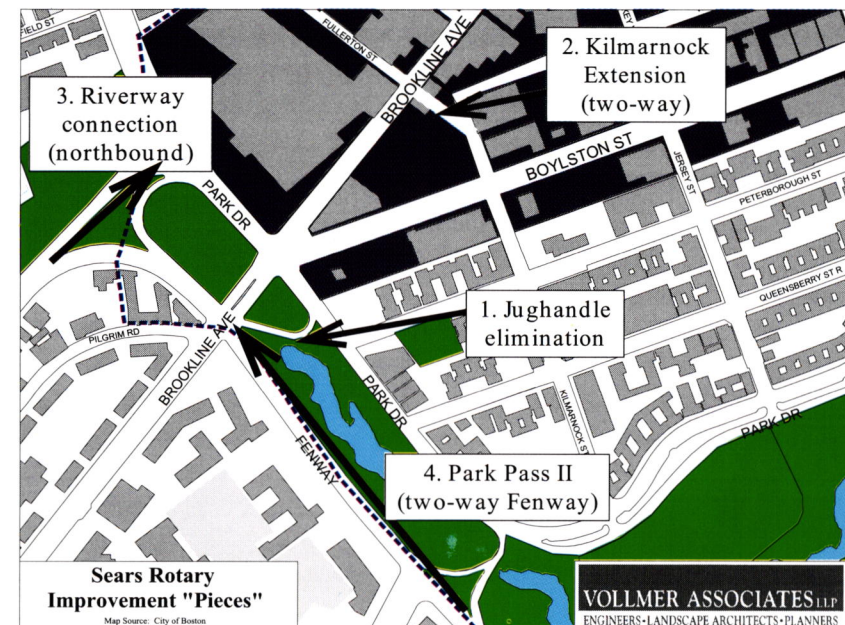 FIELD ST
FULLERTON ST
BROOKLINE AVE
2. Kilmarnock
Extension
(two-way)
3. Riverway
connection
(northbound)
BOYLSTON ST
JERSEY ST
PETERBOROUGH ST
PARK DR
QUEENSBERRY ST R
1. Jughandle
elimination
PILGRIM RD
BROOKLINE AVE
PARK DR
KILMARNOCK ST
PARK DR
FENWAY
4. Park Pass II
(two-way Fenway)
Sears Rotary
Improvement "Pieces"
Map Source: City of Boston
VOLLMER ASSOCIATES LLP
ENGINEERS•LANDSCAPE ARCHITECTS•PLANNERS